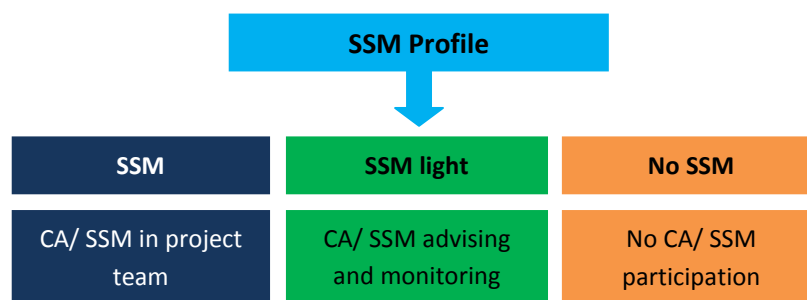 SSM Profile
SSM
SSM light
No SSM
CA/ SSM in project
team
CA/ SSM advising
and monitoring
No CA/ SSM
participation